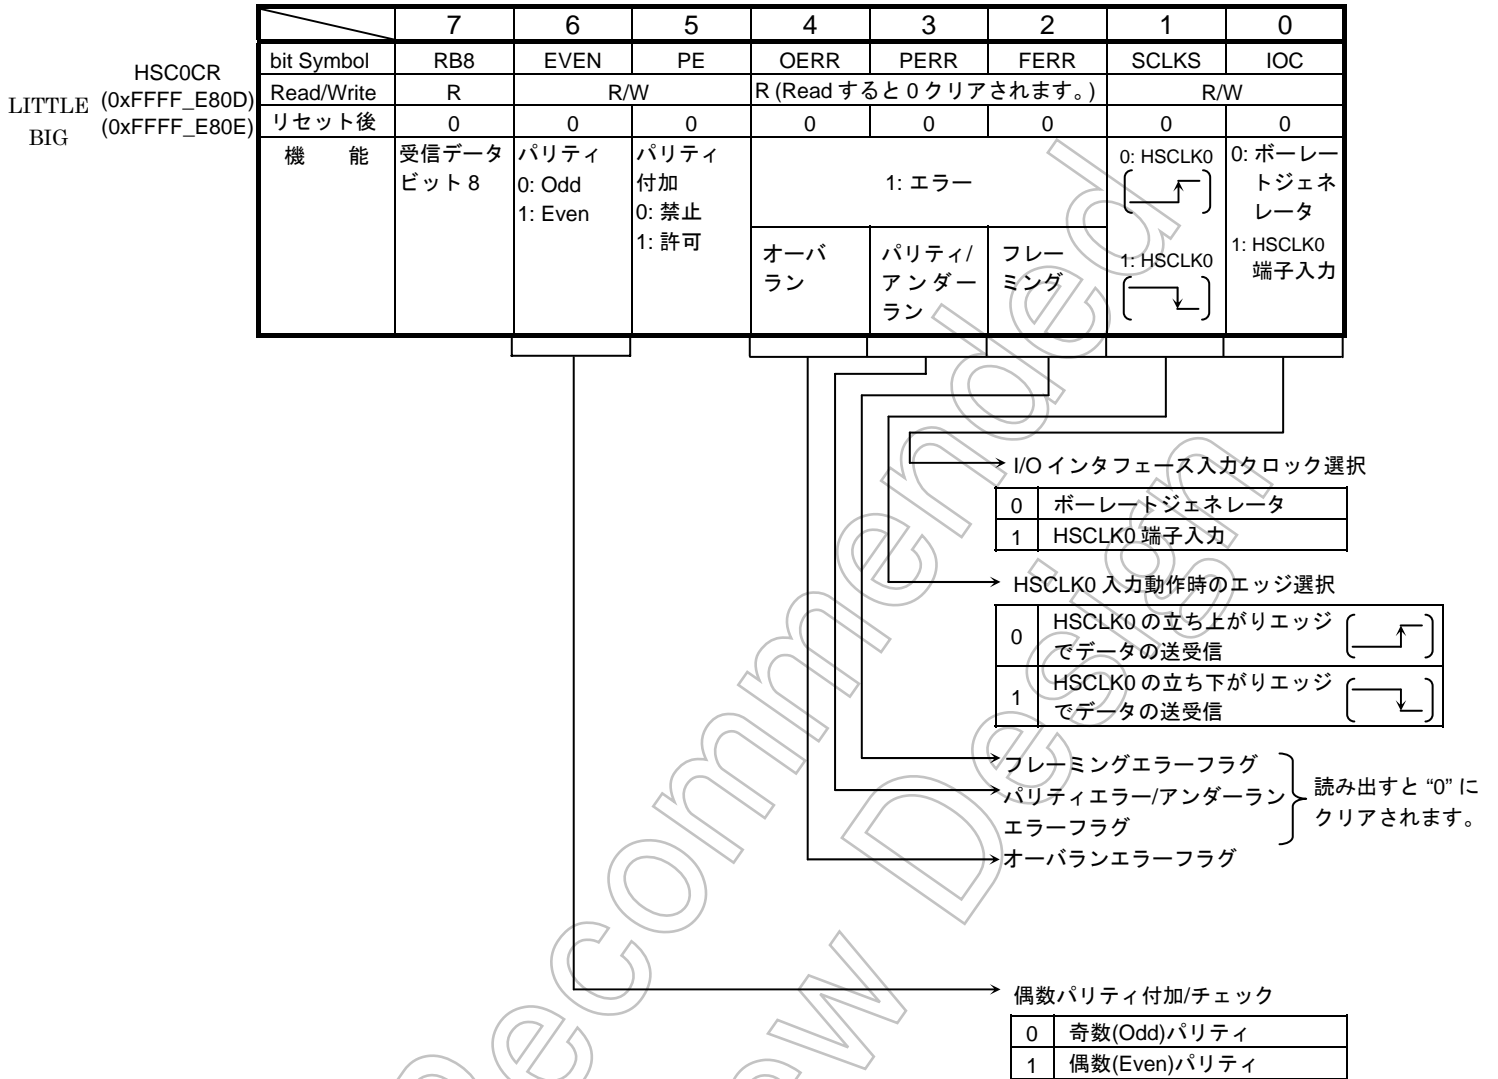 7 6 5 4 3 2 1 0
bit Symbol RB8 EVEN PE OERR PERR FERR SCLKS IOC
HSC0CR
LITTLE (0xFFFF_E80D)
BIG (0xFFFF_E80E)
Read/Write R R/W R (Read すると 0 クリアされます。) R/W
リセット後 0 0 0 0 0 0 0 0
機 能
受信データ
ビット 8
パリティ
0: Odd
1: Even
パリティ
付加
0: 禁止
1: 許可
1: エラー
オーバ
ラン
パリティ/
アンダー
ラン
フレー
ミング
0: HSCLK0
1: HSCLK0
0: ボーレー
トジェネ
レータ
1: HSCLK0
端子入力
I/O インタフェース入力クロック選択
0 ボーレートジェネレータ
1 HSCLK0 端子入力
HSCLK0 入力動作時のエッジ選択
0 HSCLK0 の立ち上がりエッジ
でデータの送受信
1 HSCLK0 の立ち下がりエッジ
でデータの送受信
フレーミングエラーフラグ
パリティエラー/アンダーラン
エラーフラグ
オーバランエラーフラグ
読み出すと “0” に
クリアされます。
偶数パリティ付加/チェック
0 奇数(Odd)パリティ
1 偶数(Even)パリティ
Recommended
New Design